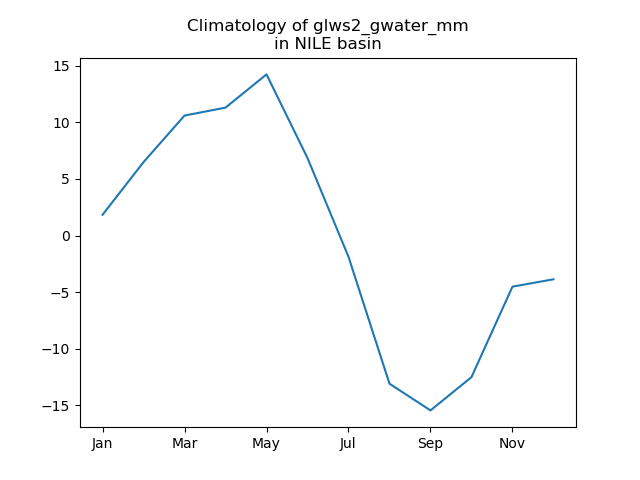 Climatology of glws2_gwater_mm
in NILE basin
15
10
5
0
−5
−10
−15
Jan
Mar
May
Jul
Sep
Nov